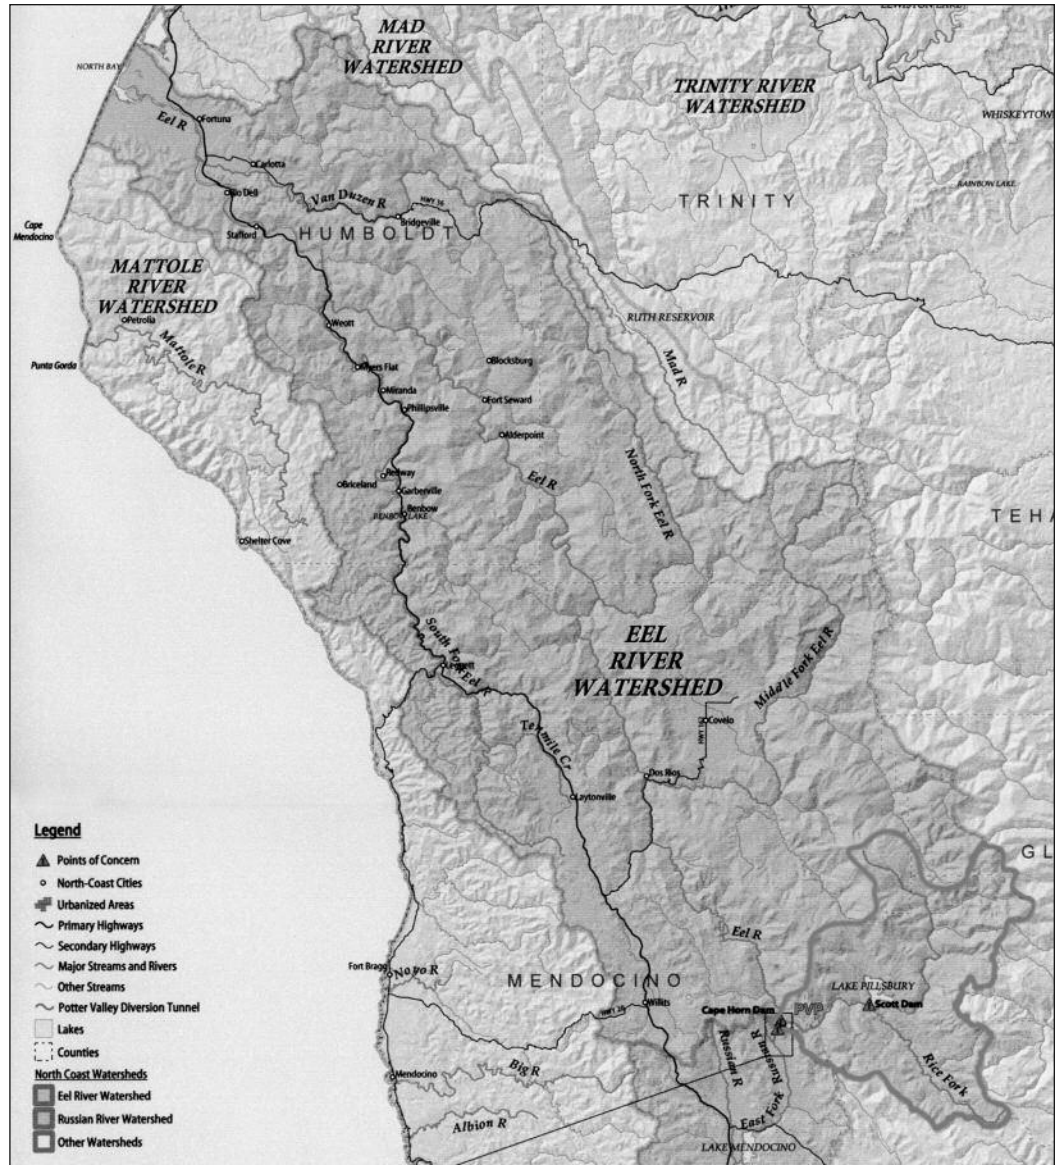 MAD
RIVER
WATERSHED
LEWISTON LAKE
NORTH BAY
TRINITY RIVER
WATERSHED
Eel R
Fortuna
WHISKEYTOWN
Carlotta
RAINBOW LAKE
Rio Dell
Van Duzen R
HWY 36
Bridgeville
TRINITY
Cape
Mendocino
Stafford
HUMBOLDT
MATTOLE
RIVER
WATERSHED
Petrolia
Weott
RUTH RESERVOIR
Mattole R
Punta Gorda
Myers Flat
Blocksburg
Mad R
Miranda
Fort Seward
Phillipsville
Alderpoint
North Fork Eel R
Redway
Eel R
Briceland
Garberville
Benbow
BENBOW LAKE
TEHA
Shelter Cove
South Fork Eel R
EEL
RIVER
WATERSHED
Middle Fork Eel R
Leggett
Covelo
Tenmile Cr
Dos Rios
Laytonville
Legend
GL
Points of Concern
North-Coast Cities
Urbanized Areas
Primary Highways
Secondary Highways
Major Streams and Rivers
Other Streams
Potter Valley Diversion Tunnel
Lakes
Counties
North Coast Watersheds
Eel River Watershed
Russian River Watershed
Other Watersheds
Eel R
Fort Bragg
Noyo R
MENDOCINO
LAKE PILLSBURY
Scott Dam
Willits
HWY 20
Cape Horn Dam
PVP
Russian R
East Fork Russian R
Rice Fork
Mendocino
Big R
Albion R
LAKE MENDOCINO